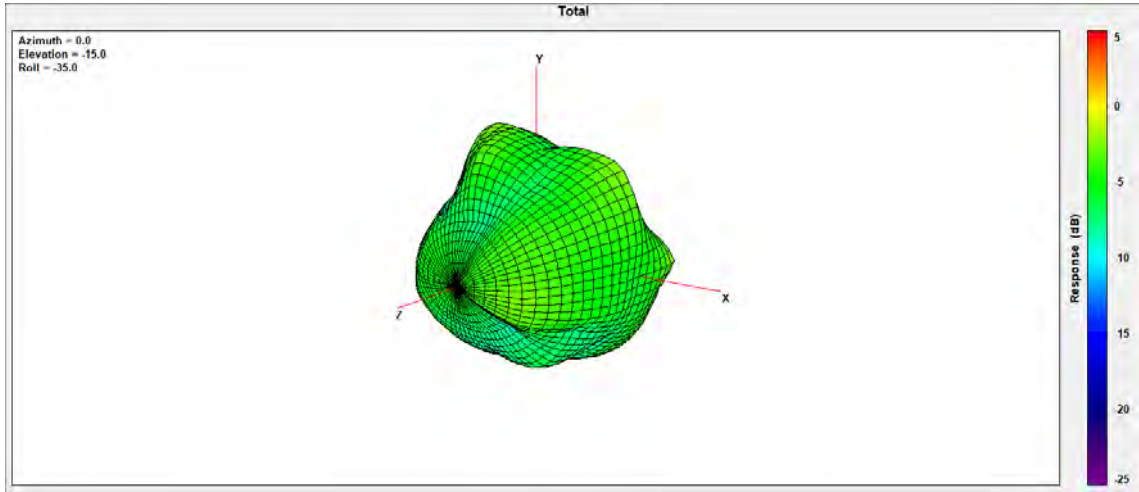 Total
Azimuth = 0.0
Elevation = -15.0
Roll = -35.0
Y
X
Z
5
0
-5
-10
-15
-20
-25
Response (dB)